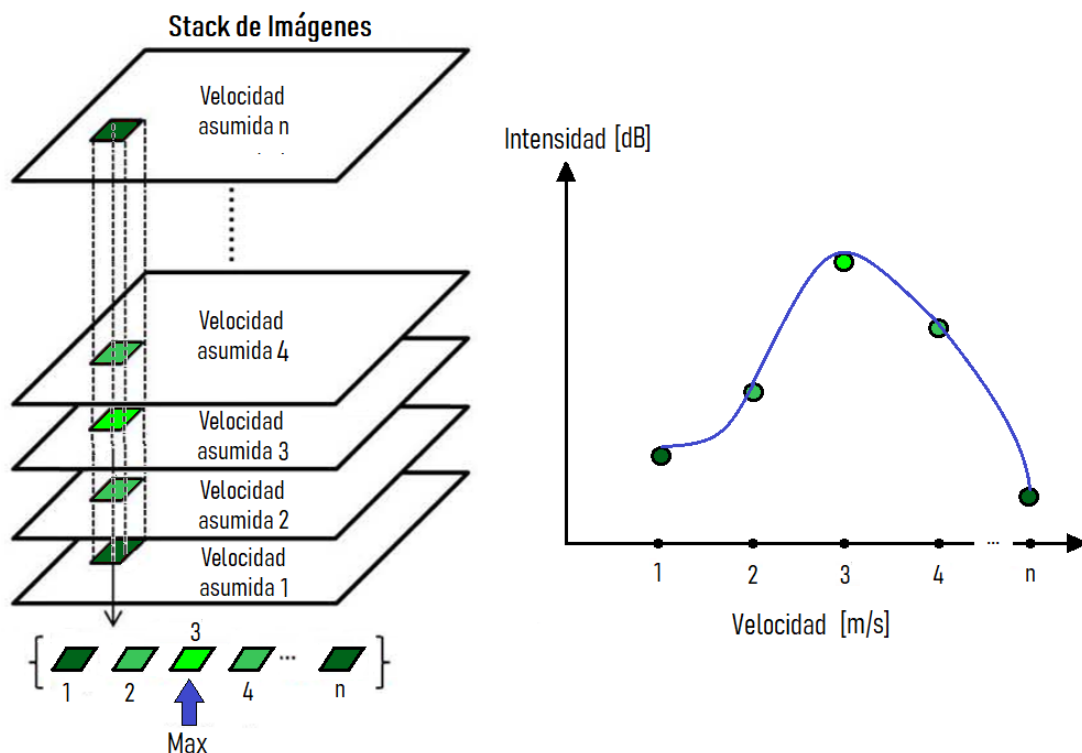 Stack de Imágenes
Velocidad
asumida n
Velocidad
asumida 4
Velocidad
asumida 3
Velocidad
asumida 2
Velocidad
asumida 1
3
1 2 4 ... n
Max
Intensidad [dB]
1 2 3 4 ... n
Velocidad [m/s]